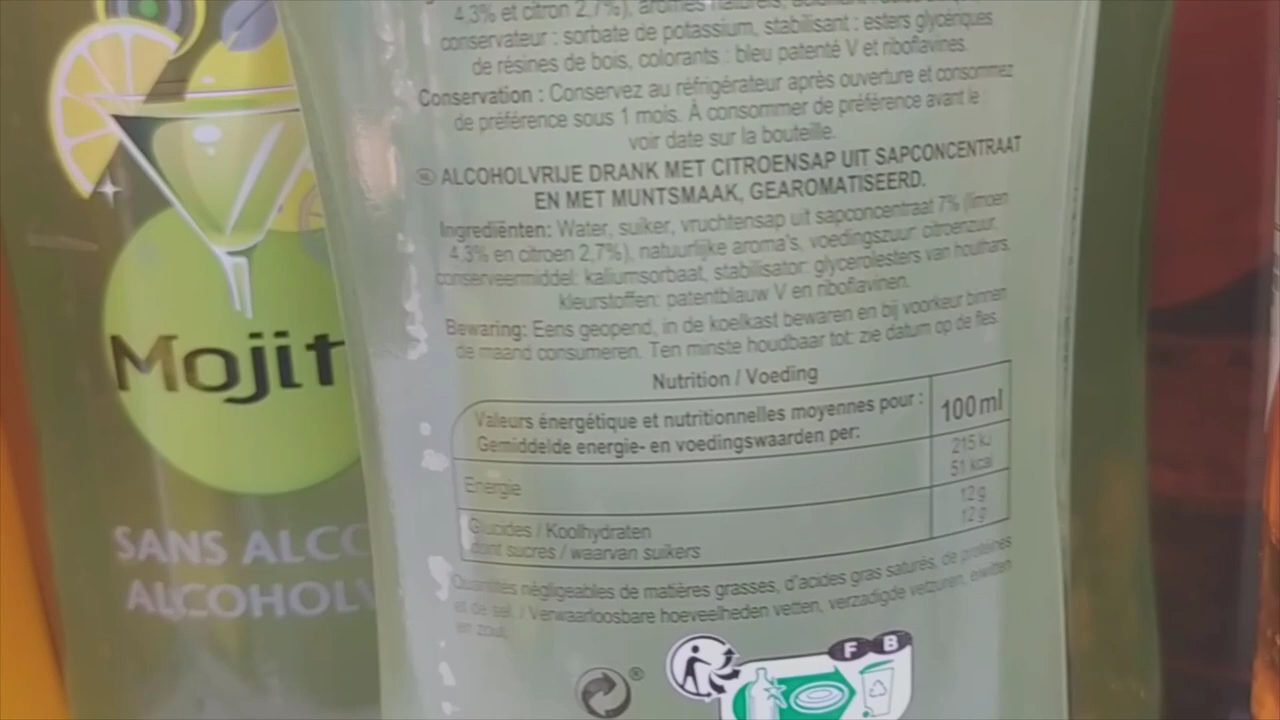 4,3% et citron 2,7%), arômes naturels,
conservateur : sorbate de potassium, stabilisant : esters glycériques
de résines de bois, colorants : bleu patenté V et riboflavines.
Conservation : Conservez au réfrigérateur après ouverture et consommez
de préférence sous 1 mois. À consommer de préférence avant le :
voir date sur la bouteille.
NL ALCOHOLVRIJE DRANK MET CITROENSAP UIT SAPCONCENTRAAT
EN MET MUNTSMAAK, GEAROMATISEERD.
Ingrediënten: Water, suiker, vruchtensap uit sapconcentraat 7% (limoen
4,3% en citroen 2,7%), natuurlijke aroma's, voedingszuur: citroenzuur,
conserveermiddel: kaliumsorbaat, stabilisator: glycerolesters van houthars,
kleurstoffen: patentblauw V en riboflavinen.
Bewaring: Eens geopend, in de koelkast bewaren en bij voorkeur binnen
de maand consumeren. Ten minste houdbaar tot: zie datum op de fles.
Nutrition / Voeding
Valeurs énergétique et nutritionnelles moyennes pour :
Gemiddelde energie- en voedingswaarden per:
100 ml
Energie
215 kJ
51 kcal
Glucides / Koolhydraten
12 g
dont sucres / waarvan suikers
12 g
Quantités négligeables de matières grasses, d'acides gras saturés, de protéines
et de sel. / Verwaarloosbare hoeveelheden vetten, verzadigde vetzuren, eiwitten
en zout.
F B
Mojit
SANS ALCO
ALCOHOLV